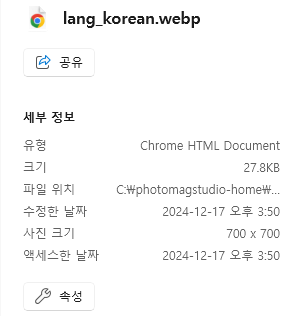 lang_korean.webp
공유
세부 정보
유형 Chrome HTML Document
크기 27.8KB
파일 위치 C:₩photomagstudio-home₩...
수정한 날짜 2024-12-17 오후 3:50
사진 크기 700 x 700
액세스한 날짜 2024-12-17 오후 3:50
속성